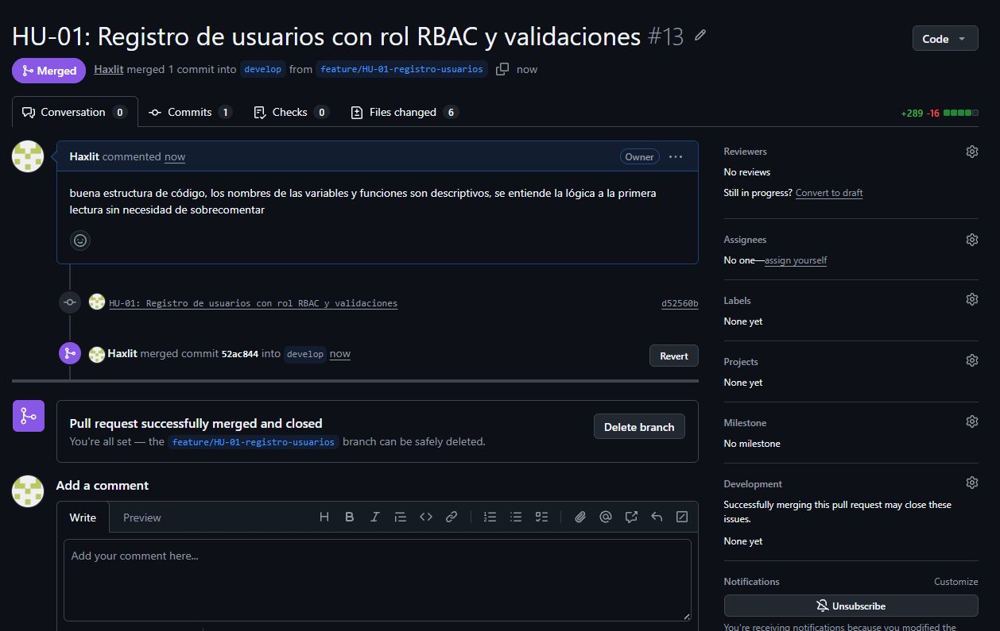 HU-01: Registro de usuarios con rol RBAC y validaciones #13
Code
Merged Haxlit merged 1 commit into develop from feature/HU-01-registro-usuarios now
Conversation 0 Commits 1 Checks 0 Files changed 6
+289 -16
Haxlit commented now
Owner
buena estructura de código, los nombres de las variables y funciones son descriptivos, se entiende la lógica a la primera
lectura sin necesidad de sobrecomentar
HU-01: Registro de usuarios con rol RBAC y validaciones d52560b
Haxlit merged commit 52ac844 into develop now
Revert
Pull request successfully merged and closed
You're all set — the feature/HU-01-registro-usuarios branch can be safely deleted.
Delete branch
Add a comment
Write Preview
Add your comment here...
Reviewers
No reviews
Still in progress? Convert to draft
Assignees
No one—assign yourself
Labels
None yet
Projects
None yet
Milestone
No milestone
Development
Successfully merging this pull request may close these
issues.
None yet
Notifications Customize
Unsubscribe
You're receiving notifications because you modified the